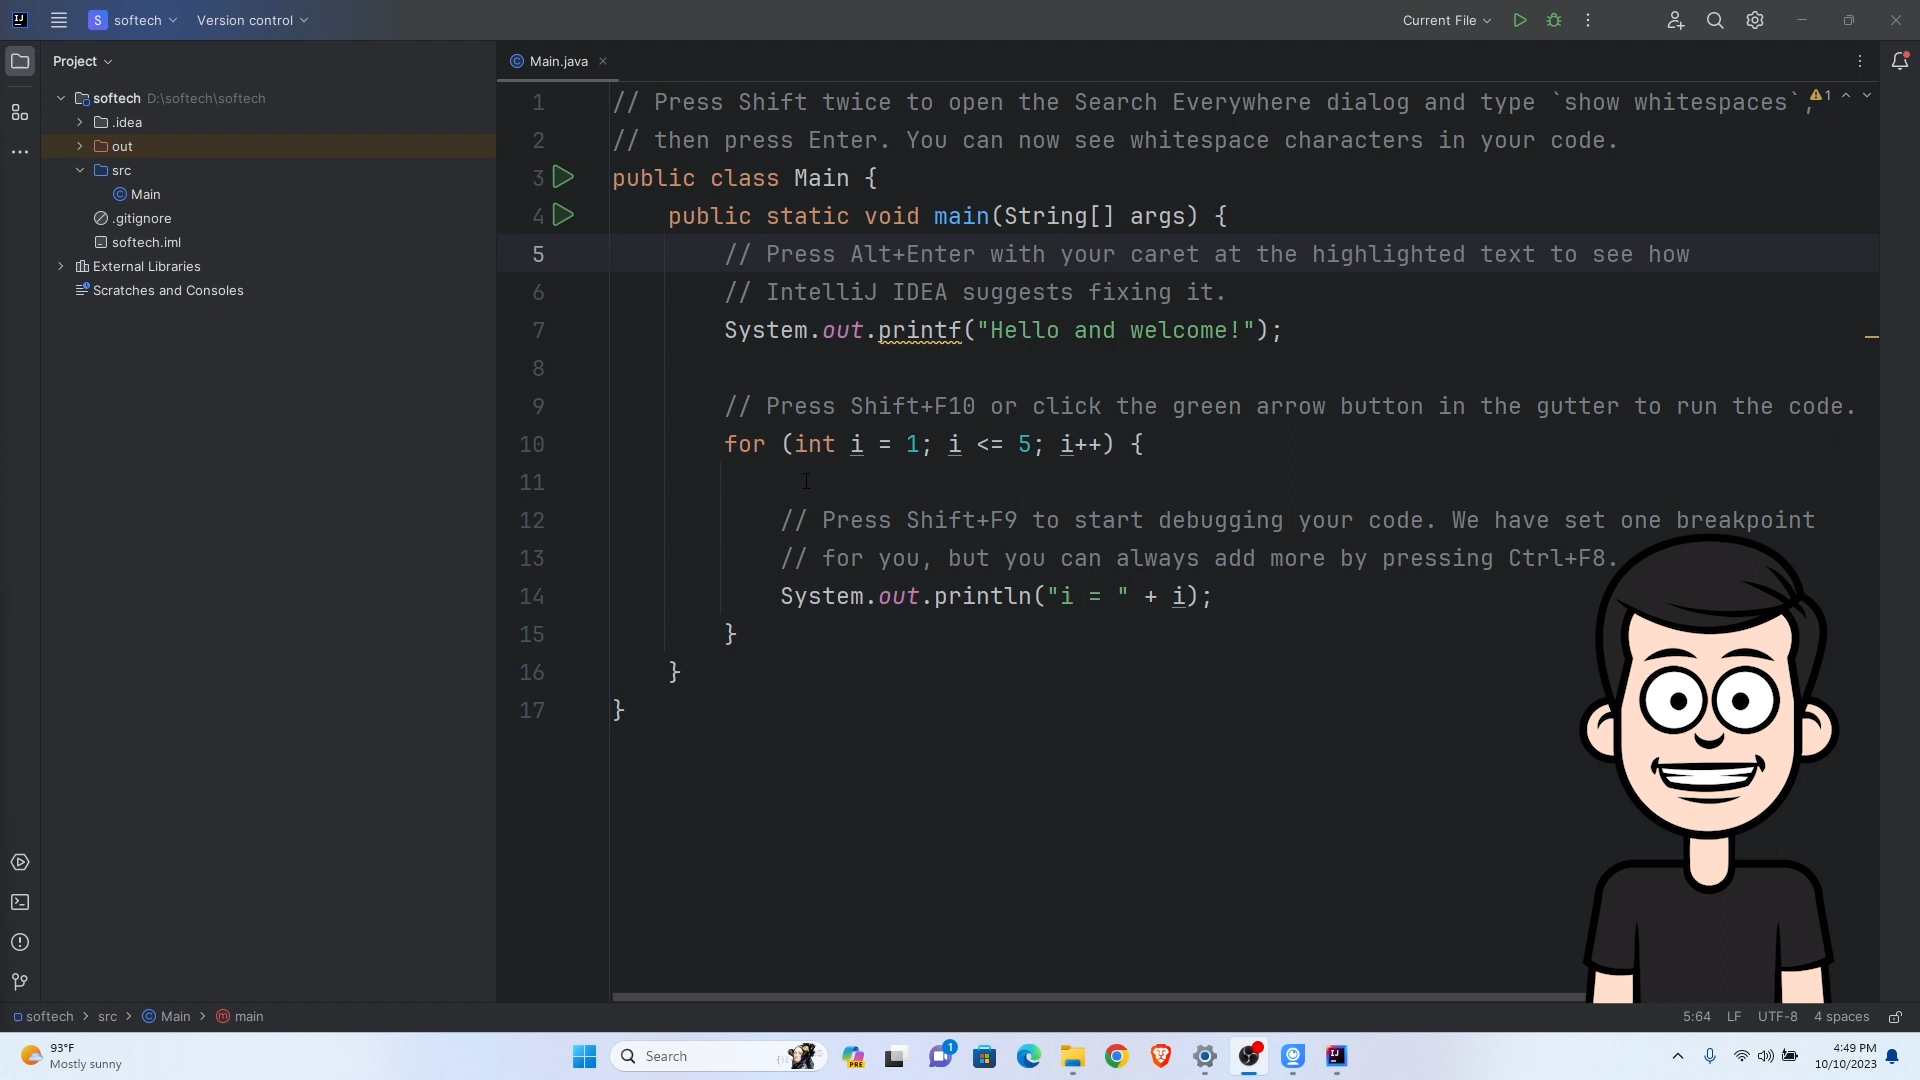 IJ
S softech Version control Current File
Project Main.java
softech D:\softech\softech
.idea
out
src
Main
.gitignore
softech.iml
External Libraries
Scratches and Consoles
1 // Press Shift twice to open the Search Everywhere dialog and type `show whitespaces`,
1
2 // then press Enter. You can now see whitespace characters in your code.
3 public class Main {
4 public static void main(String[] args) {
5 // Press Alt+Enter with your caret at the highlighted text to see how
6 // IntelliJ IDEA suggests fixing it.
7 System.out.printf("Hello and welcome!");
8
9 // Press Shift+F10 or click the green arrow button in the gutter to run the code.
10 for (int i = 1; i <= 5; i++) {
11
12 // Press Shift+F9 to start debugging your code. We have set one breakpoint
13 // for you, but you can always add more by pressing Ctrl+F8.
14 System.out.println("i = " + i);
15 }
16 }
17 }
softech > src > Main > main 5:64 LF UTF-8 4 spaces
93°F
Mostly sunny
Search
PRE
1
IJ
4:49 PM
10/10/2023